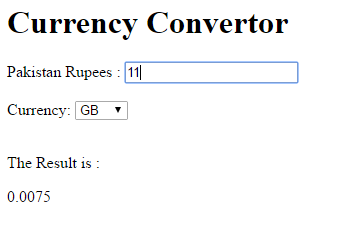 Currency Convertor
Pakistan Rupees : 11
Currency: GB
The Result is :
0.0075